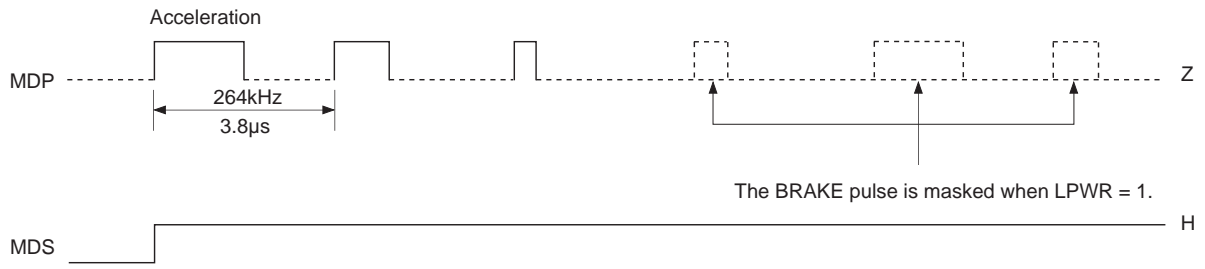 Acceleration
MDP
Z
264kHz
3.8µs
The BRAKE pulse is masked when LPWR = 1.
H
MDS